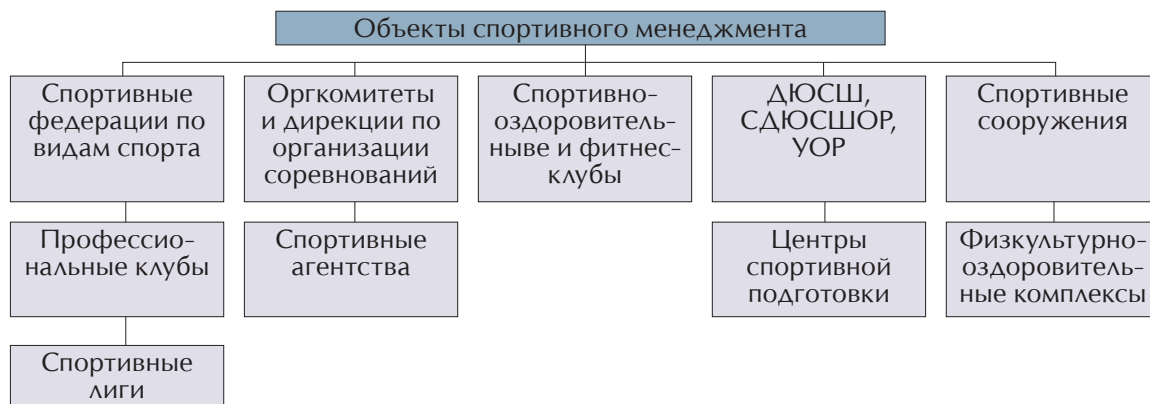 Объекты спортивного менеджмента
Спортивные
федерации по
видам спорта
Оргкомитеты
и дирекции по
организации
соревнований
Спортивно-
оздоровитель-
ныве и фитнес-
клубы
ДЮСШ,
СДЮСШОР,
УОР
Спортивные
сооружения
Профессио-
нальные клубы
Спортивные
агентства
Центры
спортивной
подготовки
Физкультурно-
оздоровитель-
ные комплексы
Спортивные
лиги